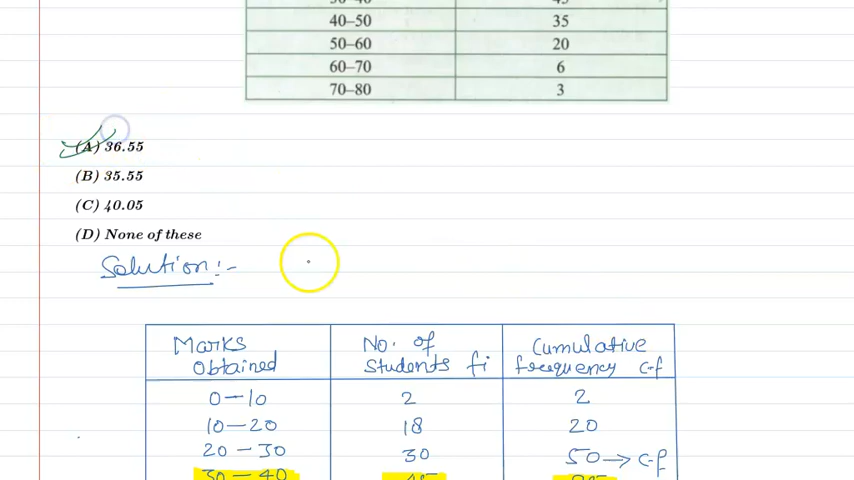 40–50 35
50–60 20
60–70 6
70–80 3
(A) 36.55
(B) 35.55
(C) 40.05
(D) None of these
Solution :-
Marks Obtained No. of Students fi Cumulative frequency c.f
0–10 2 2
10–20 18 20
20–30 30 50 → c.f
30–40